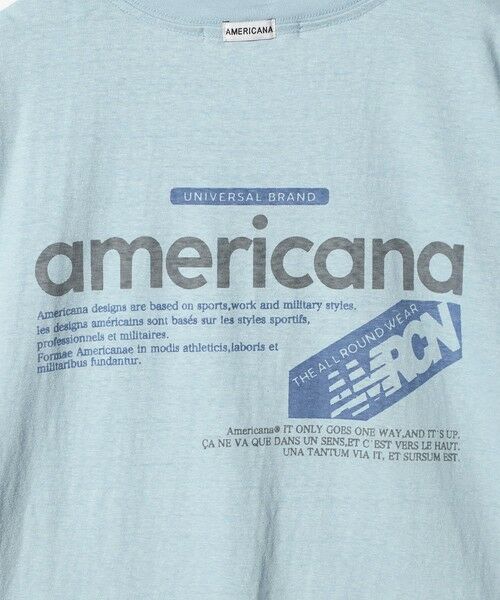 AMERICANA
UNIVERSAL BRAND
americana
Americana designs are based on sports,work and military styles.
les designs américains sont basés sur les styles sportifs,
professionnels et militaires.
Formae Americanae in modis athleticis,laboris et
militaribus fundantur.
THE ALL ROUND WEAR
Americana® IT ONLY GOES ONE WAY,AND IT'S UP.
ÇA NE VA QUE DANS UN SENS,ET C´EST VERS LE HAUT.
UNA TANTUM VIA IT, ET SURSUM EST.